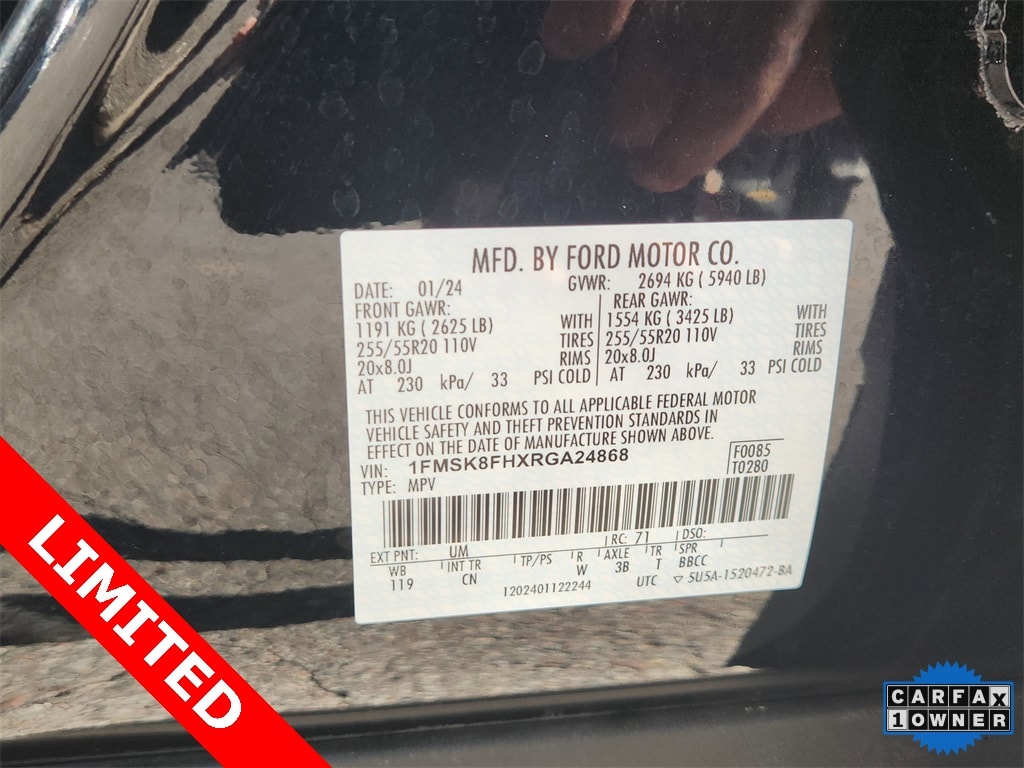 MFD. BY FORD MOTOR CO.
DATE: 01/24 GVWR: 2694 KG ( 5940 LB)
FRONT GAWR: REAR GAWR:
1191 KG ( 2625 LB) WITH 1554 KG ( 3425 LB) WITH
255/55R20 110V TIRES 255/55R20 110V TIRES
20x8.0J RIMS 20x8.0J RIMS
AT 230 kPa/ 33 PSI COLD AT 230 kPa/ 33 PSI COLD
THIS VEHICLE CONFORMS TO ALL APPLICABLE FEDERAL MOTOR
VEHICLE SAFETY AND THEFT PREVENTION STANDARDS IN
EFFECT ON THE DATE OF MANUFACTURE SHOWN ABOVE.
VIN: 1FMSK8FHXRGA24868 F0085
TYPE: MPV T0280
EXT PNT: UM RC: 71 DSO:
WB INT TR TP/PS R AXLE TR SPR
119 CN W 3B T BBCC
1202401122244 UTC ▽ 5U5A-1520472-BA
LIMITED
CARFAX
1 OWNER